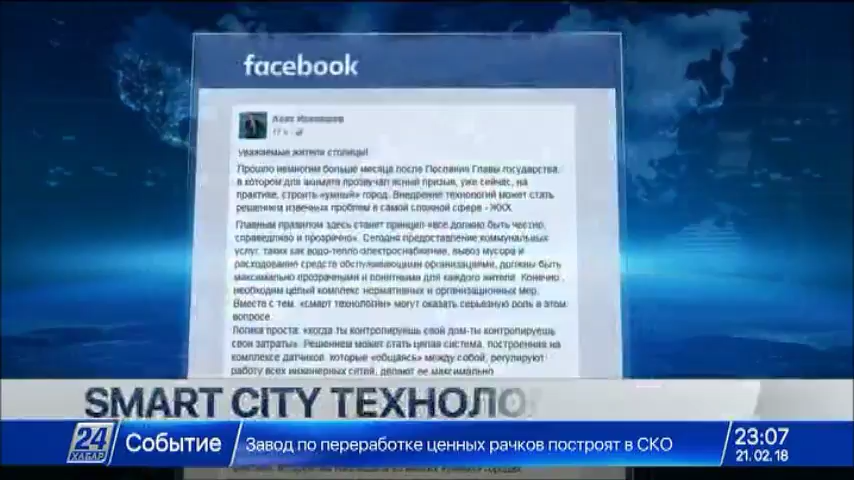 facebook
Асет Исекешев
17 ч
Уважаемые жители столицы!
Прошло немногим больше месяца после Послания Главы государства,
в котором для акимата прозвучал ясный призыв, уже сейчас, на
практике, строить «умный» город. Внедрение технологий может стать
решением извечных проблем в самой сложной сфере - ЖКХ.
Главным правилом здесь станет принцип «все должно быть честно,
справедливо и прозрачно». Сегодня предоставление коммунальных
услуг, таких как водо-тепло электроснабжение, вывоз мусора и
расходование средств обслуживающими организациями, должны быть
максимально прозрачными и понятными для каждого жителя. Конечно,
необходим целый комплекс нормативных и организационных мер.
Вместе с тем, «смарт технологии» могут оказать серьезную роль в этом
вопросе.
Логика проста: «когда ты контролируешь свой дом-ты контролируешь
свои затраты». Решением может стать целая система, построенная на
комплексе датчиков, которые «общаясь» между собой, регулируют
работу всех инженерных сетей, делают ее максимально
SMART CITY ТЕХНОЛО
24
ХАБАР
Событие
Завод по переработке ценных рачков построят в СКО
23:07
21.02.18